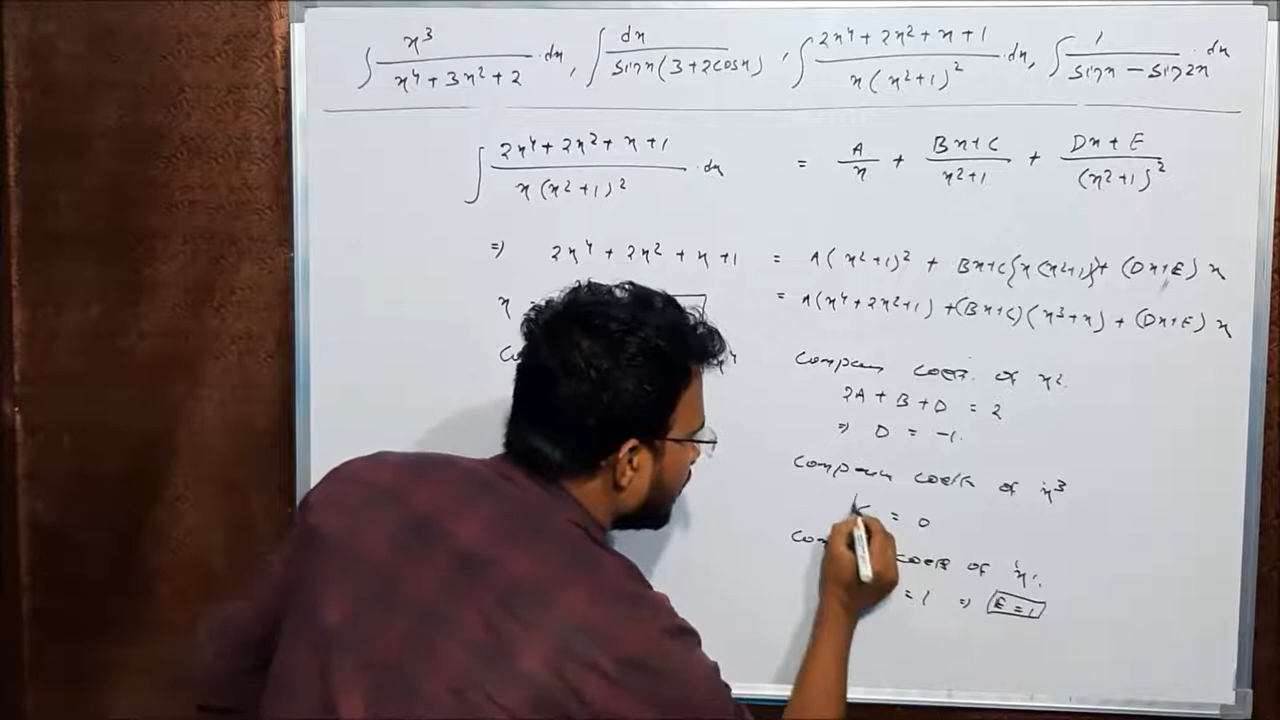 ∫ x³/(x⁴+3x²+2) ·dx, ∫ dx/(sinx(3+2cosx)), ∫ (2x⁴+2x²+x+1)/(x(x²+1)²) ·dx, ∫ 1/(sinx-sin2x) ·dx
∫ (2x⁴+2x²+x+1)/(x(x²+1)²) ·dx = A/x + (Bx+C)/(x²+1) + (Dx+E)/(x²+1)²
⇒ 2x⁴+2x²+x+1 = A(x²+1)² + Bx+C{x(x²+1)}+(Dx+E)x
x = A(x⁴+2x²+1)+(Bx+C)(x³+x)+(Dx+E)x
x⁴
Compare coeff. of x².
2A+B+D=2
⇒ D=-1.
Compare coeff of x³
= 0
coeff of x.
=1 ⇒ E=1